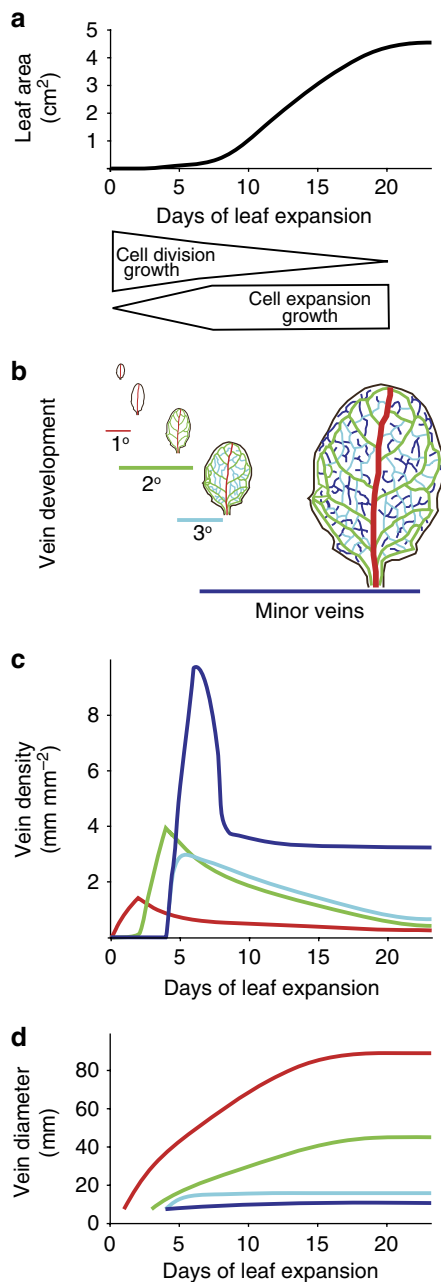 a
Leaf area
(cm²)
5
4
3
2
1
0 5 10 15 20
Days of leaf expansion
Cell division
growth
Cell expansion
growth
b
Vein development
1°
2°
3°
Minor veins
c
Vein density
(mm mm⁻²)
8
6
4
2
0 5 10 15 20
Days of leaf expansion
d
Vein diameter
(mm)
80
60
40
20
0
0 5 10 15 20
Days of leaf expansion